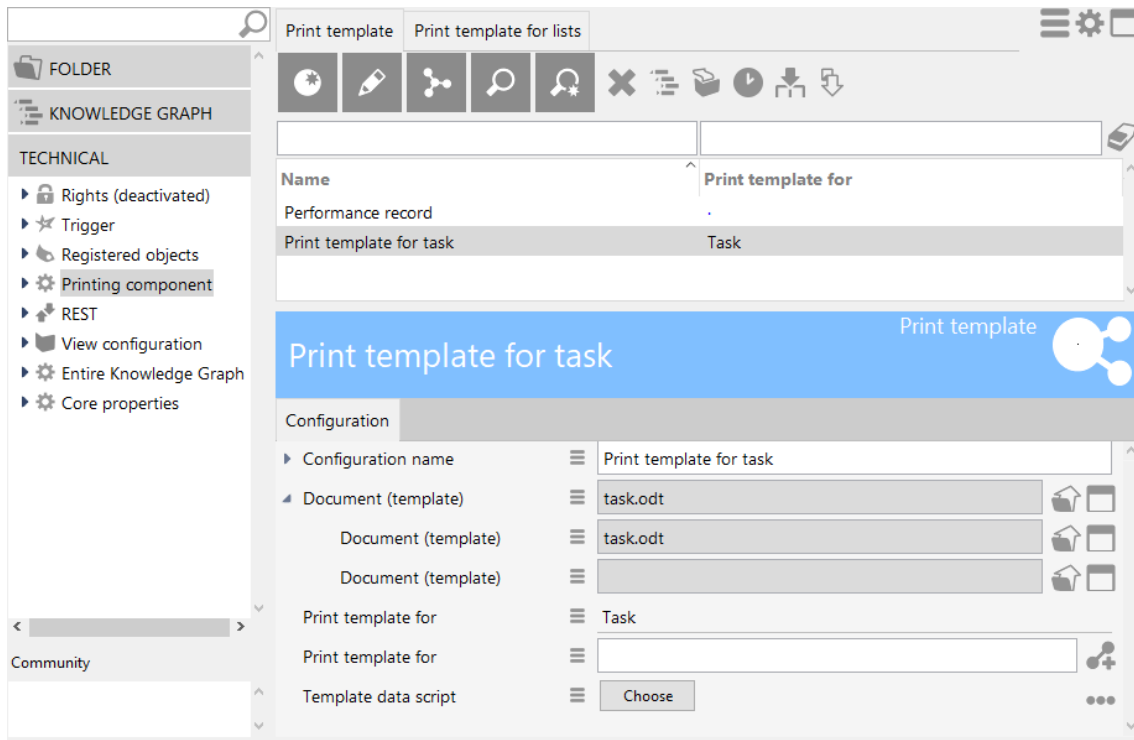 Print template
Print template for lists
FOLDER
KNOWLEDGE GRAPH
TECHNICAL
Rights (deactivated)
Trigger
Registered objects
Printing component
REST
View configuration
Entire Knowledge Graph
Core properties
Community
Name
Print template for
Performance record
Print template for task
Task
Print template
Print template for task
Configuration
Configuration name
Print template for task
Document (template)
task.odt
Document (template)
task.odt
Document (template)
Print template for
Task
Print template for
Template data script
Choose